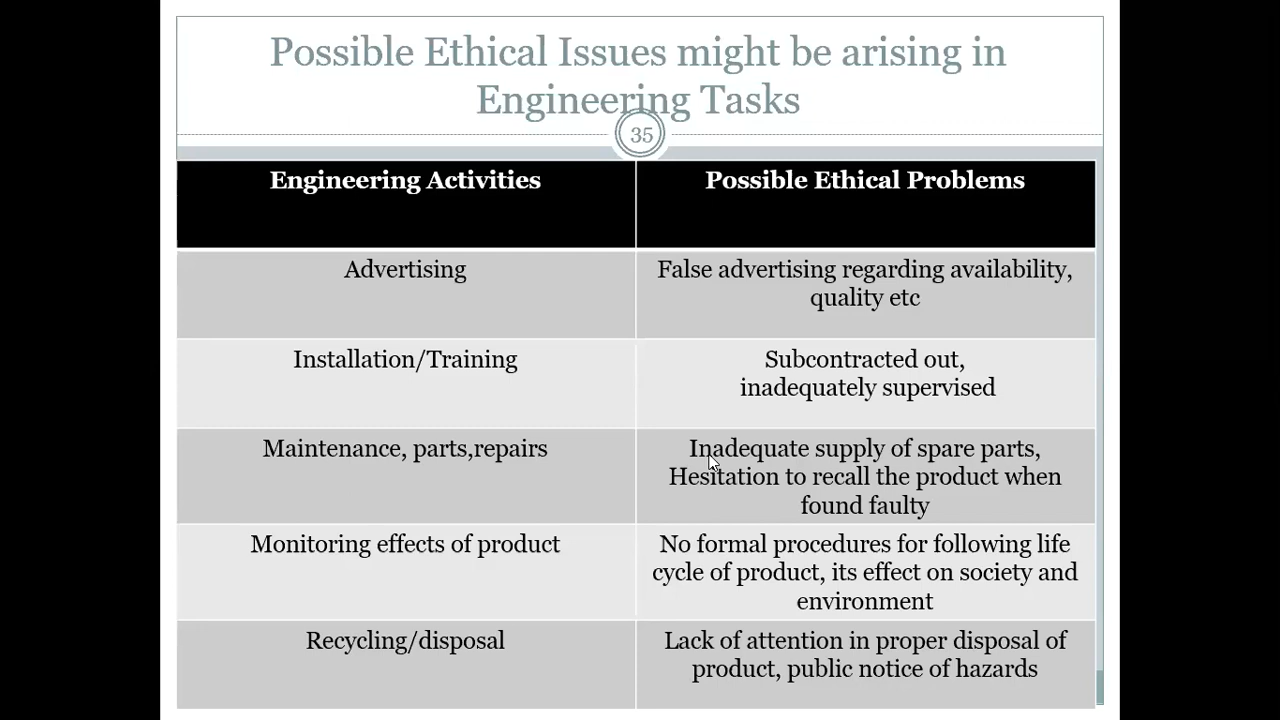 Possible Ethical Issues might be arising in
Engineering Tasks
35
Engineering Activities
Possible Ethical Problems
Advertising
False advertising regarding availability,
quality etc
Installation/Training
Subcontracted out,
inadequately supervised
Maintenance, parts,repairs
Inadequate supply of spare parts,
Hesitation to recall the product when
found faulty
Monitoring effects of product
No formal procedures for following life
cycle of product, its effect on society and
environment
Recycling/disposal
Lack of attention in proper disposal of
product, public notice of hazards